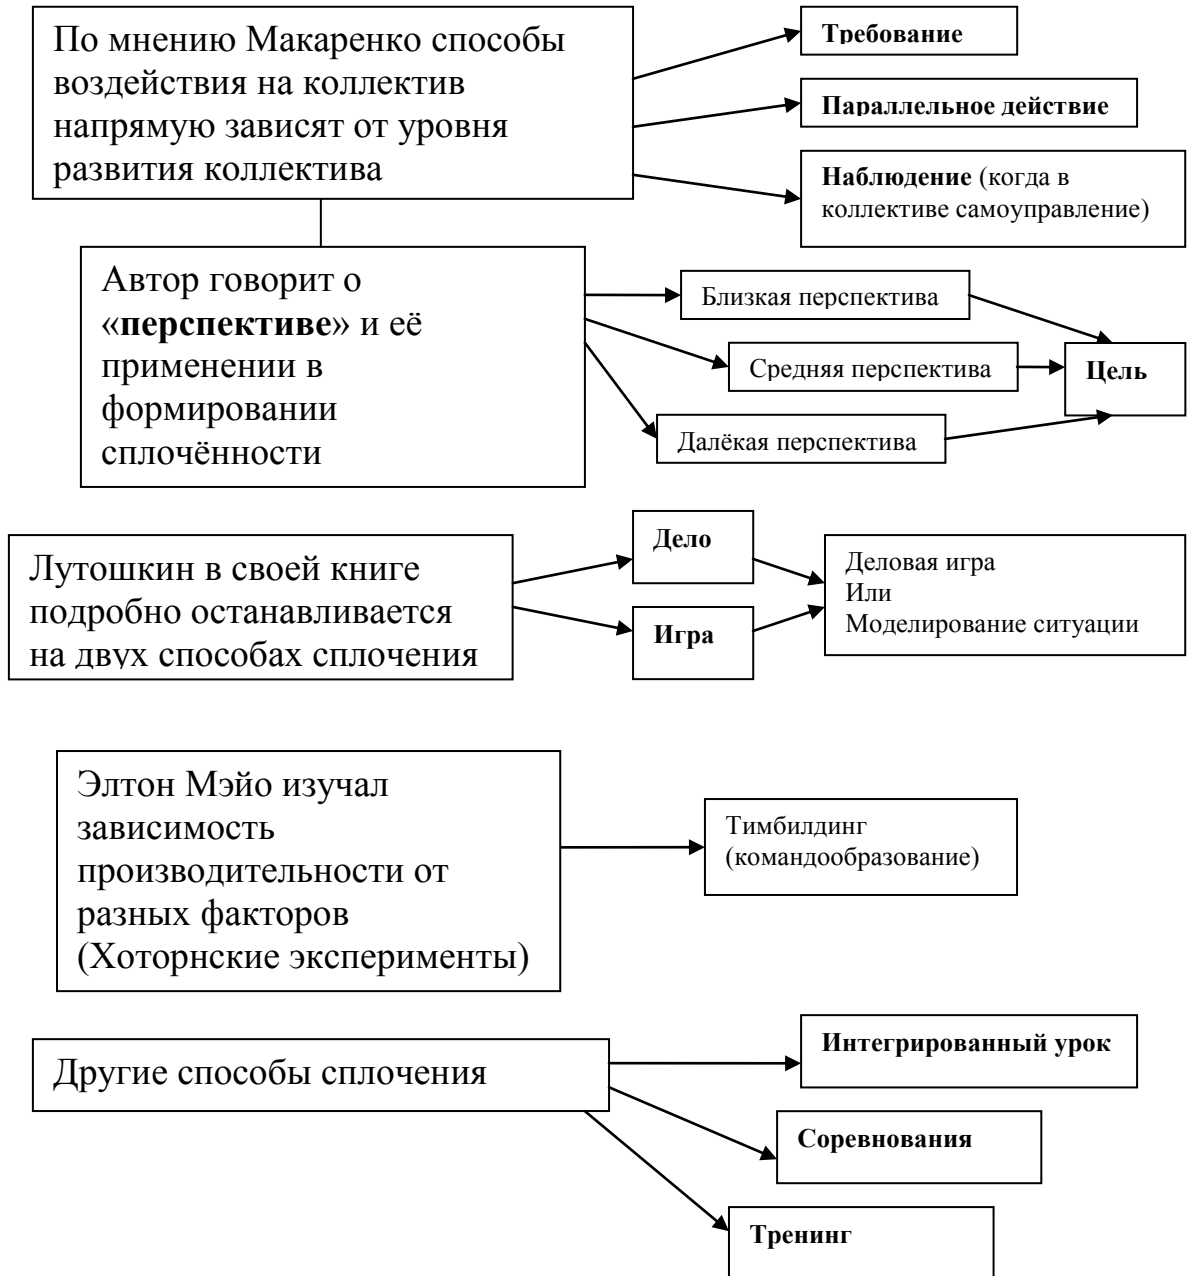 По мнению Макаренко способы
воздействия на коллектив
напрямую зависят от уровня
развития коллектива
Требование
Параллельное действие
Наблюдение (когда в
коллективе самоуправление)
Автор говорит о
«перспективе» и её
применении в
формировании
сплочённости
Близкая перспектива
Средняя перспектива
Далёкая перспектива
Цель
Лутошкин в своей книге
подробно останавливается
на двух способах сплочения
Дело
Игра
Деловая игра
Или
Моделирование ситуации
Элтон Мэйо изучал
зависимость
производительности от
разных факторов
(Хоторнские эксперименты)
Тимбилдинг
(командообразование)
Другие способы сплочения
Интегрированный урок
Соревнования
Тренинг